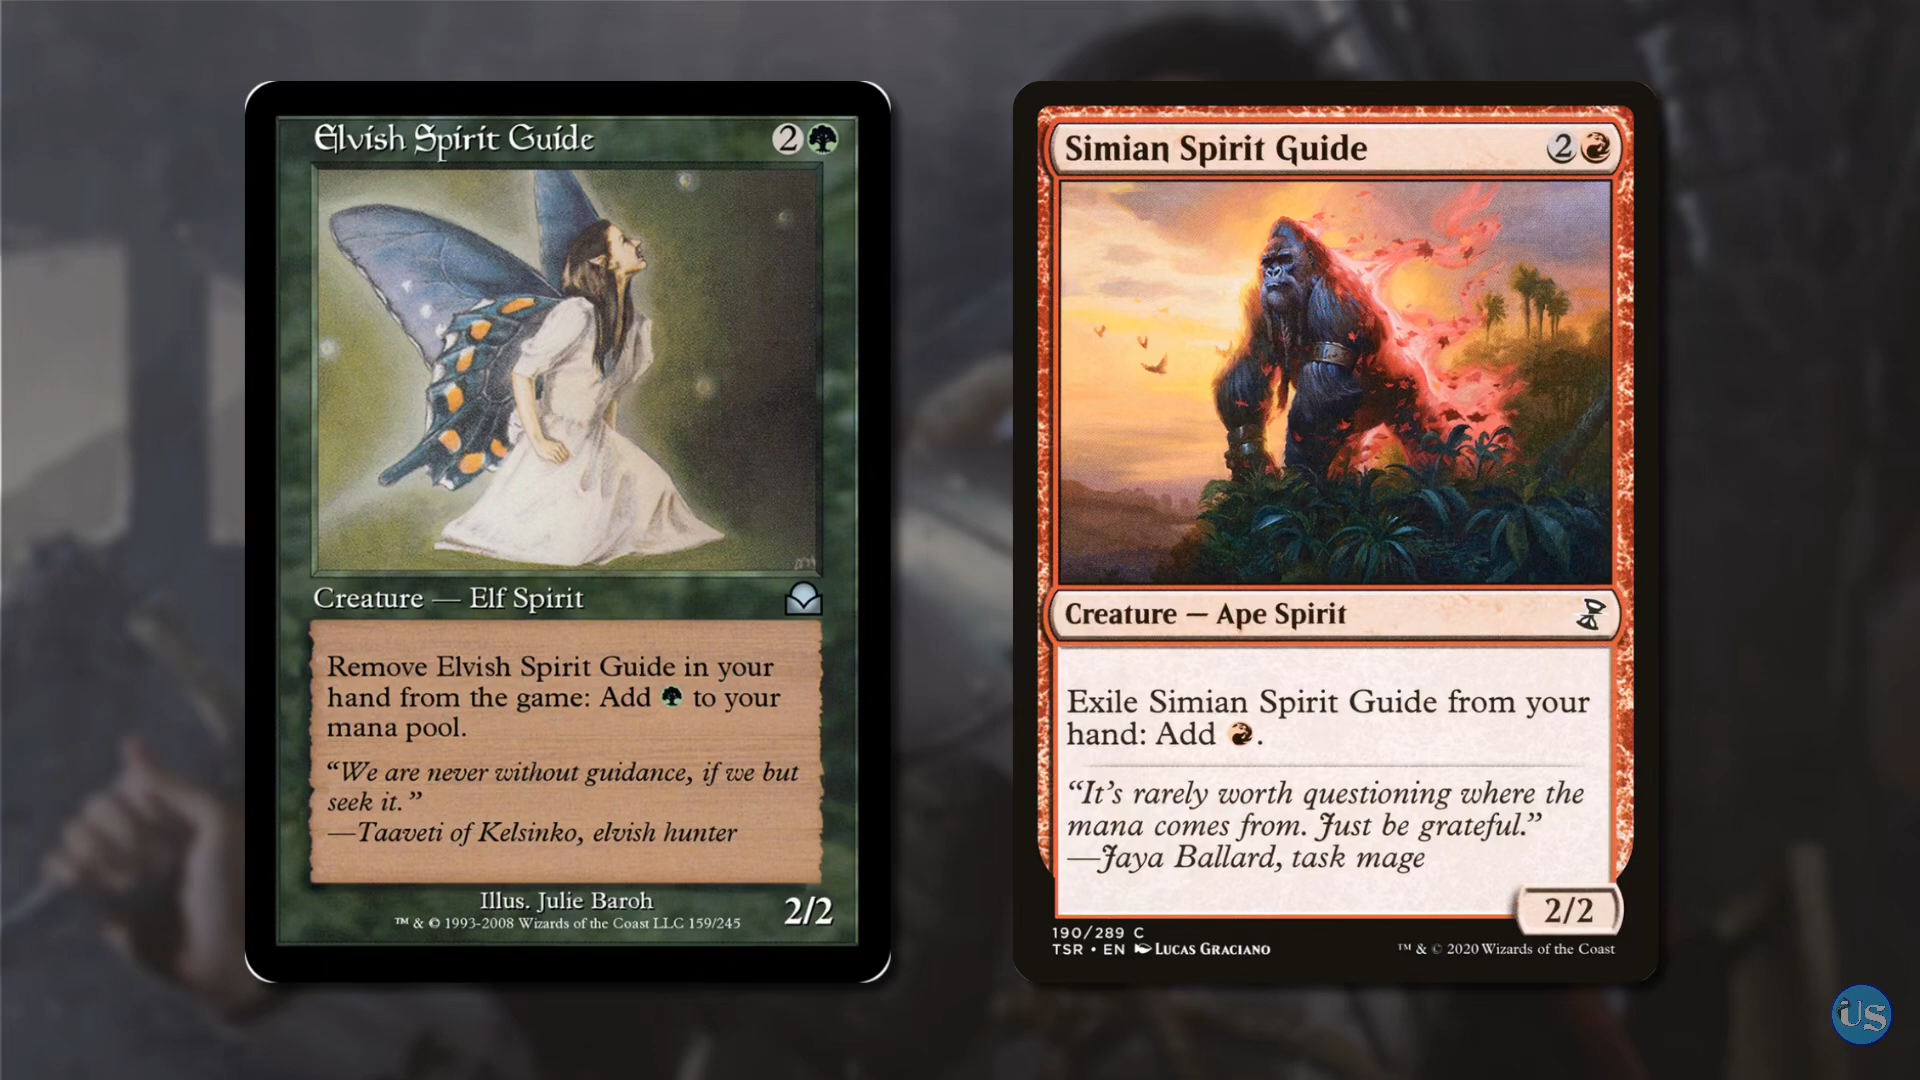 Elvish Spirit Guide
2
Creature — Elf Spirit
Remove Elvish Spirit Guide in your
hand from the game: Add to your
mana pool.
“We are never without guidance, if we but
seek it.”
—Taaveti of Kelsinko, elvish hunter
Illus. Julie Baroh
™ & © 1993-2008 Wizards of the Coast LLC 159/245
2/2
Simian Spirit Guide
2
Creature — Ape Spirit
Exile Simian Spirit Guide from your
hand: Add .
“It’s rarely worth questioning where the
mana comes from. Just be grateful.”
—Jaya Ballard, task mage
2/2
190/289 C
TSR • EN Lucas Graciano
™ & © 2020 Wizards of the Coast
US